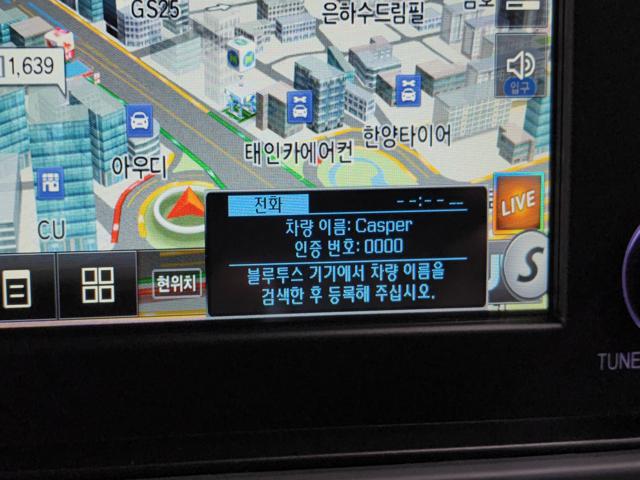 GS25
은하수드림필
1,639
입구
한양타이어
태인카에어컨
아우디
CU
LIVE
전화
--:--
차량 이름: Casper
인증 번호: 0000
블루투스 기기에서 차량 이름을
검색한 후 등록해 주십시오.
현위치
S
TUNE